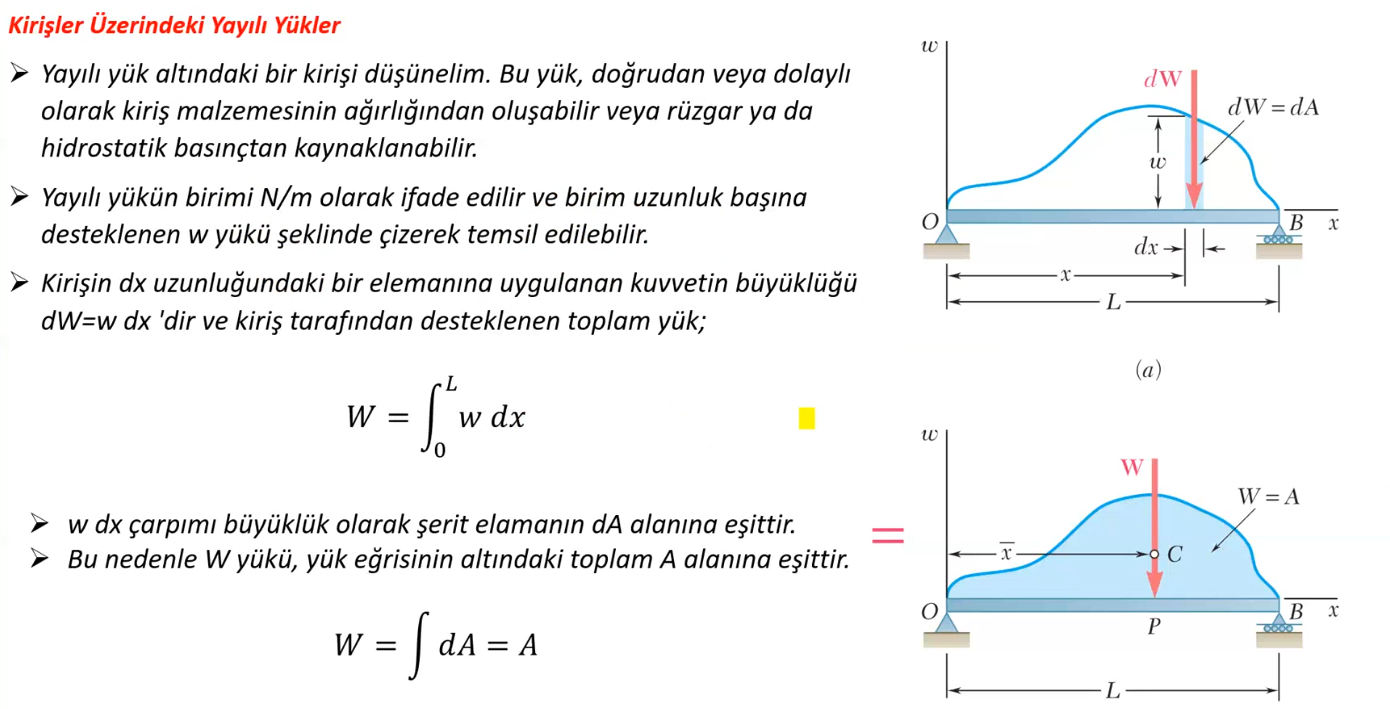 Kirişler Üzerindeki Yayılı Yükler
➢ Yayılı yük altındaki bir kirişi düşünelim. Bu yük, doğrudan veya dolaylı
olarak kiriş malzemesinin ağırlığından oluşabilir veya rüzgar ya da
hidrostatik basınçtan kaynaklanabilir.
➢ Yayılı yükün birimi N/m olarak ifade edilir ve birim uzunluk başına
desteklenen w yükü şeklinde çizerek temsil edilebilir.
➢ Kirişin dx uzunluğundaki bir elemanına uygulanan kuvvetin büyüklüğü
dW=w dx 'dir ve kiriş tarafından desteklenen toplam yük;
W = ∫₀ᴸ w dx
➢ w dx çarpımı büyüklük olarak şerit elamanın dA alanına eşittir.
➢ Bu nedenle W yükü, yük eğrisinin altındaki toplam A alanına eşittir.
W = ∫ dA = A
w
dW
dW = dA
w
O
B
x
dx
x
L
(a)
=
w
W
W = A
x̅
C
O
B
x
P
L